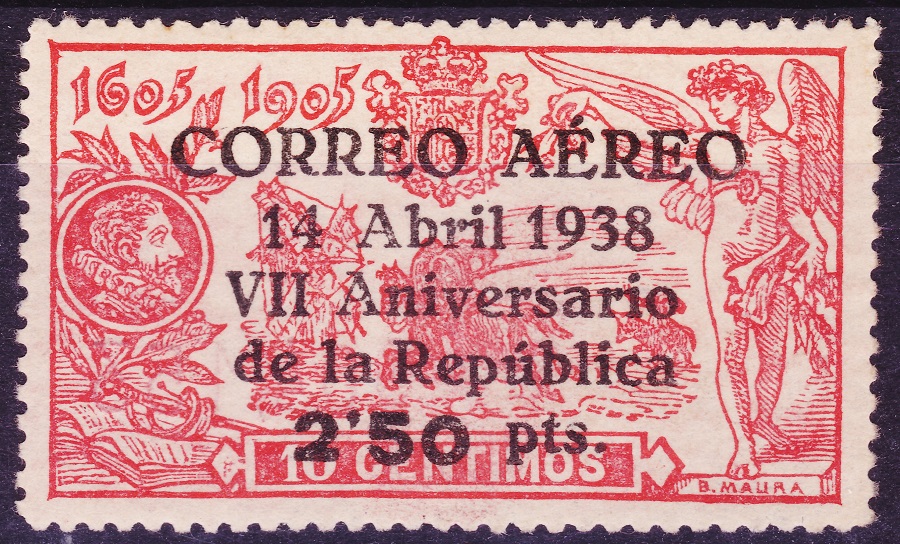 1605 1905
CORREO AÉREO
14 Abril 1938
VII Aniversario
de la República
2'50 pts.
10 CENTIMOS
B. MAURA